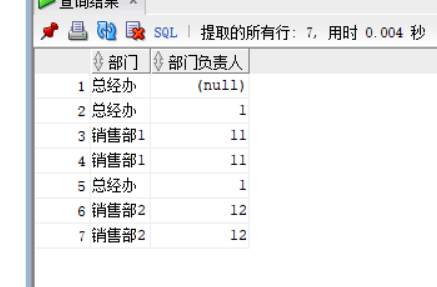 查询结果 ×
SQL | 提取的所有行: 7, 用时 0.004 秒
部门 部门负责人
1 总经办 (null)
2 总经办 1
3 销售部1 11
4 销售部1 11
5 总经办 1
6 销售部2 12
7 销售部2 12